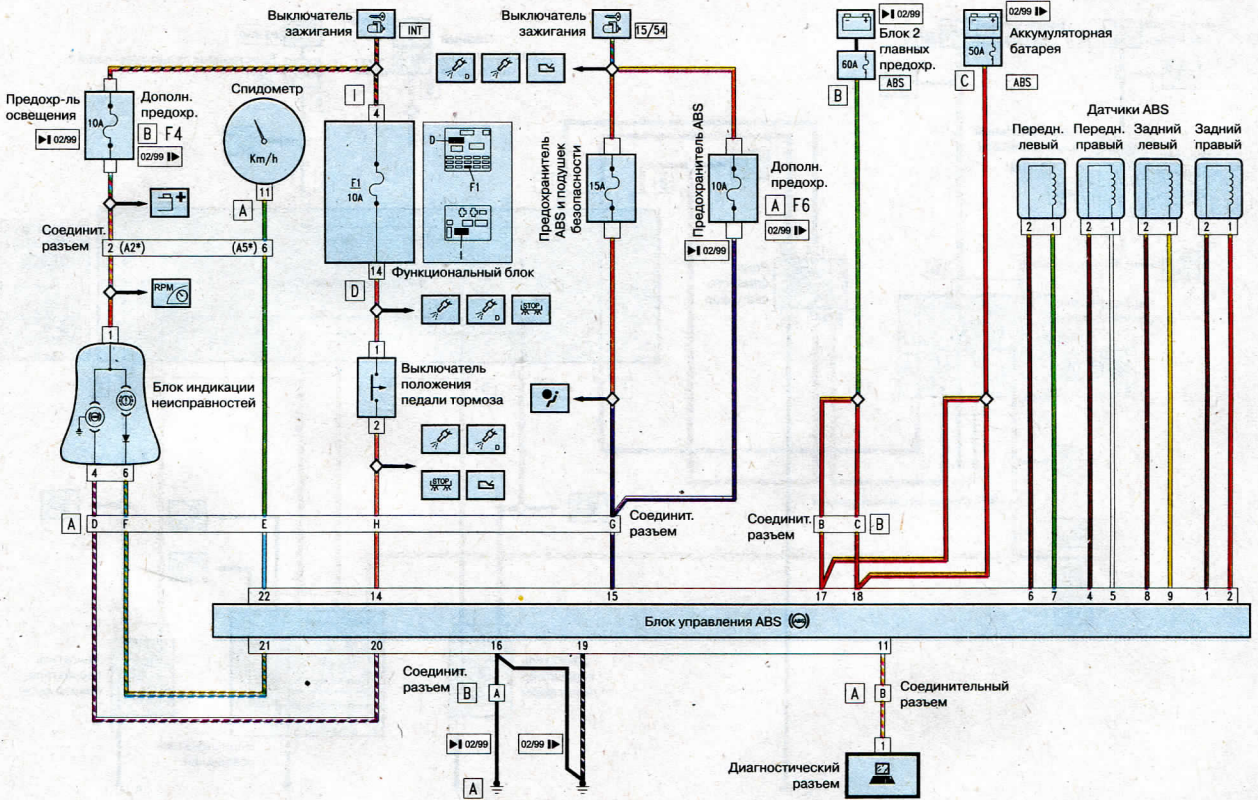 Выключатель
зажигания
INT
Выключатель
зажигания
15/54
02/99
Блок 2
главных
предохр.
60A
ABS
B
02/99
Аккумуляторная
батарея
50A
C
ABS
Предохр-ль
освещения
02/99
10A
Дополн.
предохр.
B F4
02/99
Спидометр
Km/h
11
A
I
4
F1
10A
D
F1
I
14
Функциональный блок
D
D
Предохранитель
ABS и подушек
безопасности
15A
Предохранитель ABS
10A
Дополн.
предохр.
A F6
02/99
02/99
Датчики ABS
Передн.
левый
Передн.
правый
Задний
левый
Задний
правый
2 1 2 1 2 1 2 1
Соединит.
разъем
2 (A2*) (A5*) 6
RPM
D
STOP
1
Блок индикации
неисправностей
4 6
1
Выключатель
положения
педали тормоза
2
D
STOP
A D F E H G
Соединит.
разъем
Соединит.
разъем
B C B
22 14 15 17 18 6 7 4 5 8 9 1 2
Блок управления ABS
21 20 16 19 11
Соединит.
разъем
B A
02/99
02/99
A
A B
Соединительный
разъем
1
Диагностический
разъем